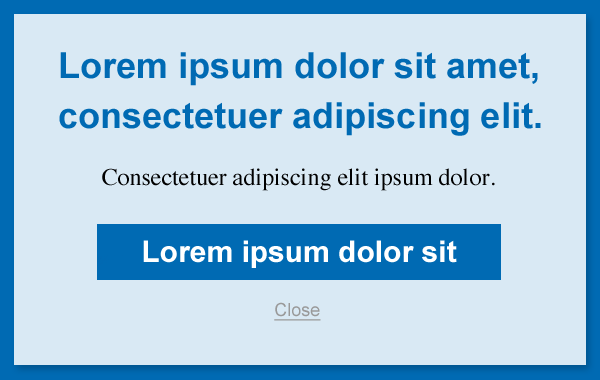 Lorem ipsum dolor sit amet,
consectetuer adipiscing elit.
Consectetuer adipiscing elit ipsum dolor.
Lorem ipsum dolor sit
Close